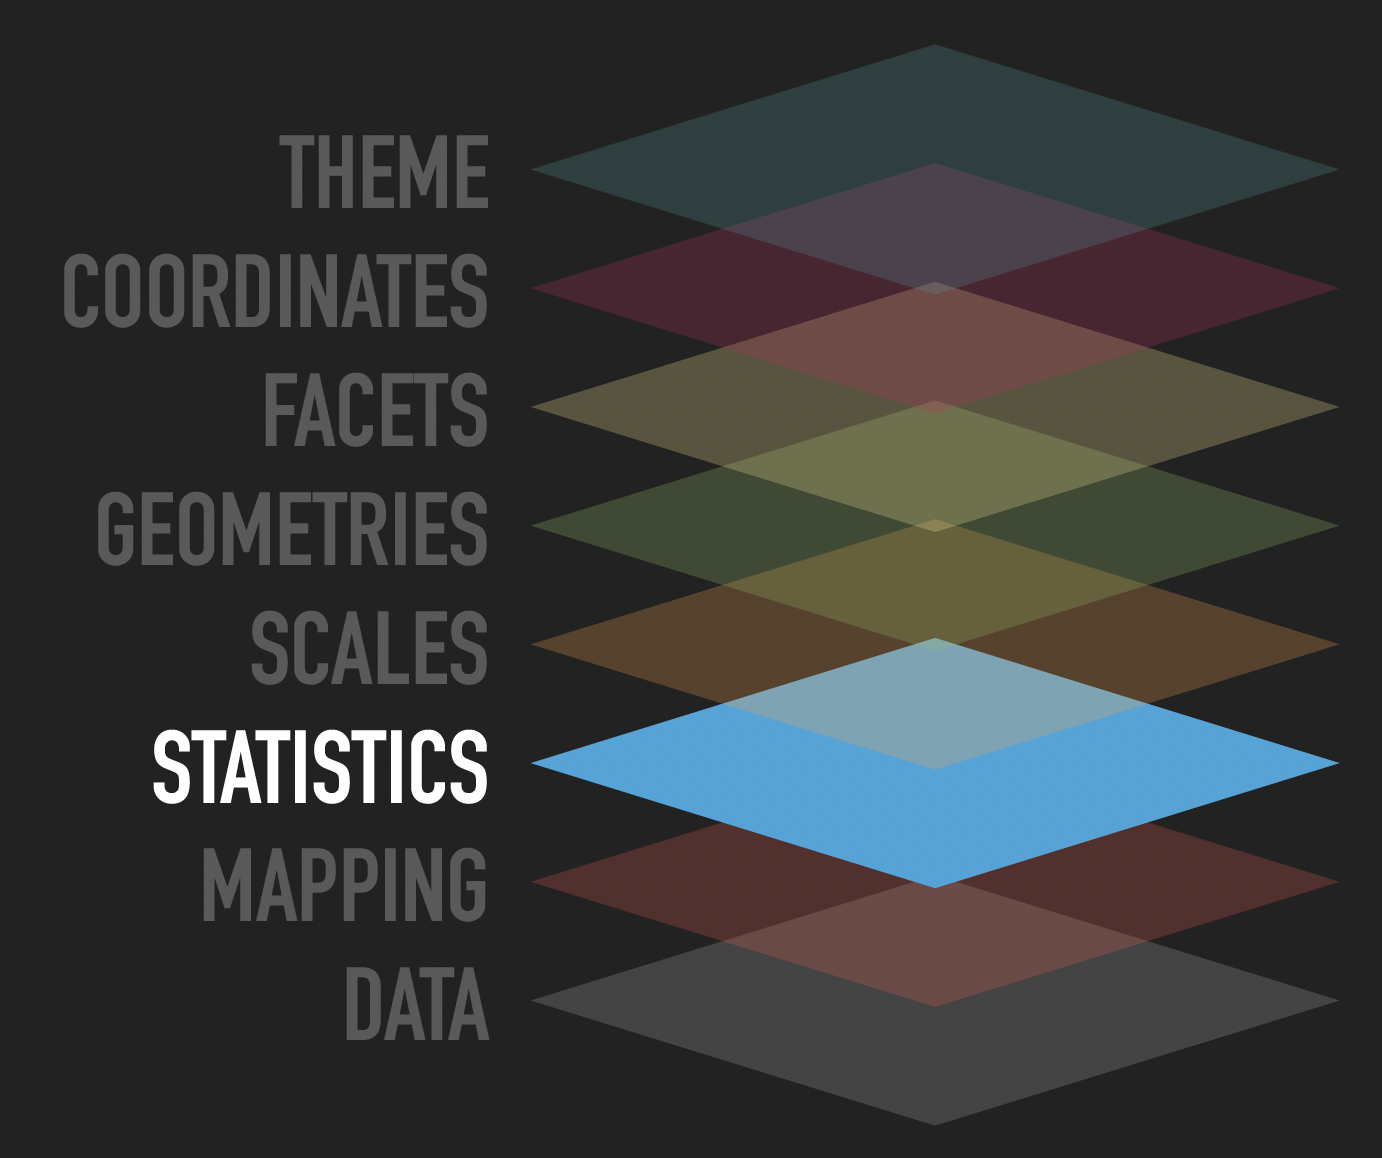 THEME
COORDINATES
FACETS
GEOMETRIES
SCALES
STATISTICS
MAPPING
DATA